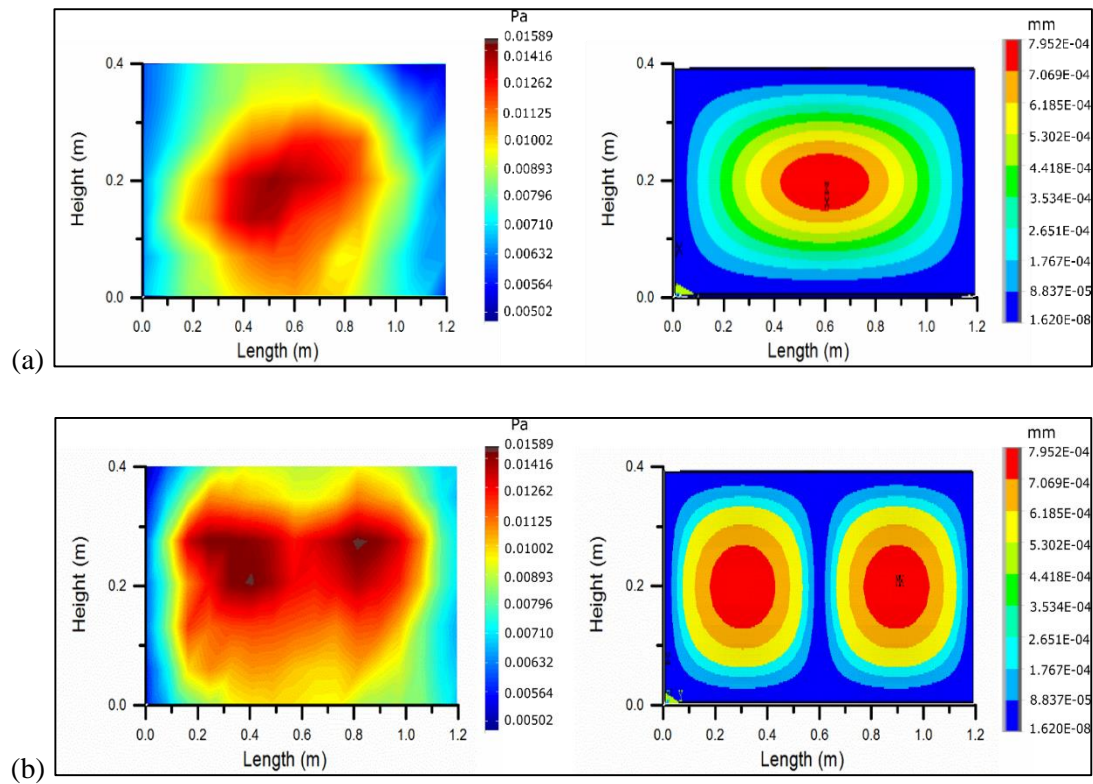 Pa
0.01589
0.01416
0.01262
0.01125
0.01002
0.00893
0.00796
0.00710
0.00632
0.00564
0.00502
0.4
0.2
0.0
Height (m)
0.0 0.2 0.4 0.6 0.8 1.0 1.2
Length (m)
mm
7.952E-04
7.069E-04
6.185E-04
5.302E-04
4.418E-04
3.534E-04
2.651E-04
1.767E-04
8.837E-05
1.620E-08
0.4
0.2
0.0
Height (m)
0.0 0.2 0.4 0.6 0.8 1.0 1.2
Length (m)
(a)
Pa
0.01589
0.01416
0.01262
0.01125
0.01002
0.00893
0.00796
0.00710
0.00632
0.00564
0.00502
0.4
0.2
0.0
Height (m)
0.0 0.2 0.4 0.6 0.8 1.0 1.2
Length (m)
mm
7.952E-04
7.069E-04
6.185E-04
5.302E-04
4.418E-04
3.534E-04
2.651E-04
1.767E-04
8.837E-05
1.620E-08
0.4
0.2
0.0
Height (m)
0.0 0.2 0.4 0.6 0.8 1.0 1.2
Length (m)
(b)